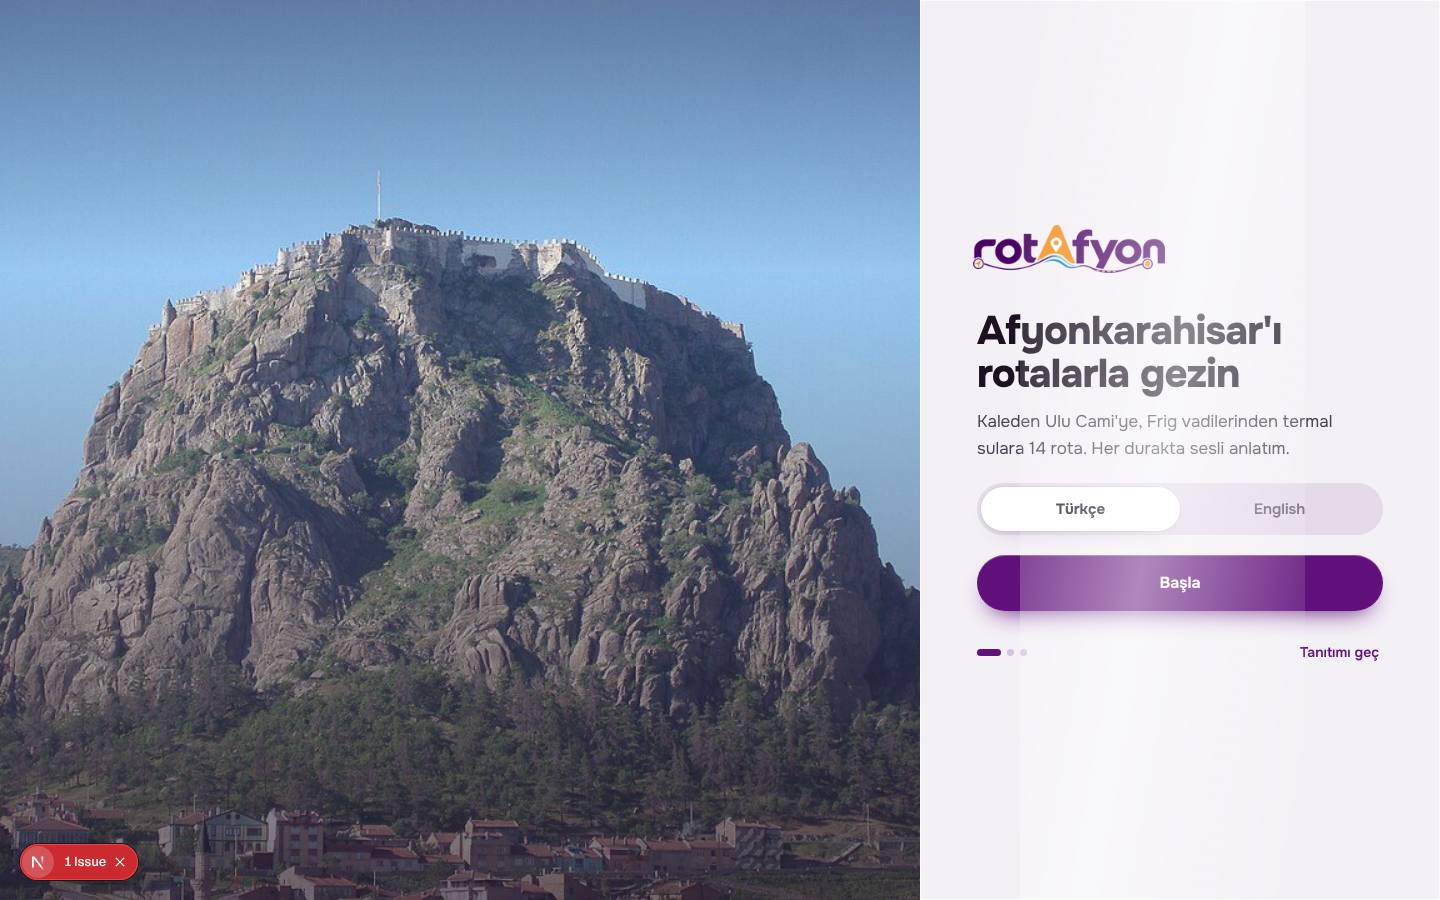 rotAfyon
Afyonkarahisar'ı
rotalarla gezin
Kaleden Ulu Cami'ye, Frig vadilerinden termal
sulara 14 rota. Her durakta sesli anlatım.
Türkçe
English
Başla
Tanıtımı geç
N
1 Issue